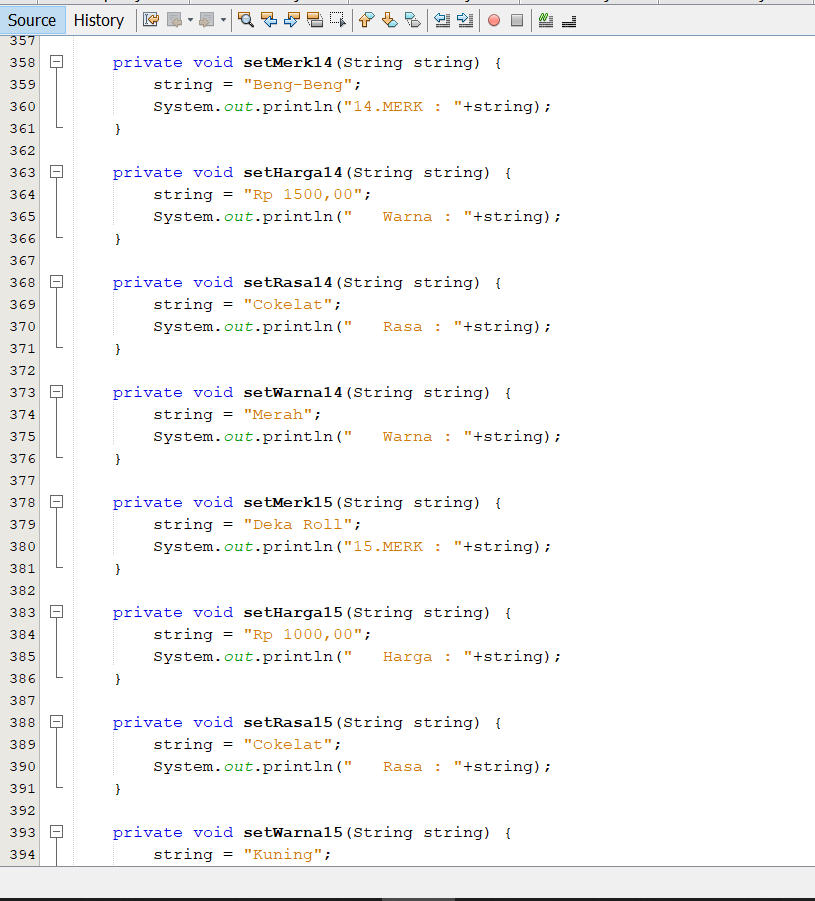 Source History
357
358 private void setMerk14(String string) {
359 string = "Beng-Beng";
360 System.out.println("14.MERK : "+string);
361 }
362
363 private void setHarga14(String string) {
364 string = "Rp 1500,00";
365 System.out.println("   Warna : "+string);
366 }
367
368 private void setRasa14(String string) {
369 string = "Cokelat";
370 System.out.println("   Rasa : "+string);
371 }
372
373 private void setWarna14(String string) {
374 string = "Merah";
375 System.out.println("   Warna : "+string);
376 }
377
378 private void setMerk15(String string) {
379 string = "Deka Roll";
380 System.out.println("15.MERK : "+string);
381 }
382
383 private void setHarga15(String string) {
384 string = "Rp 1000,00";
385 System.out.println("   Harga : "+string);
386 }
387
388 private void setRasa15(String string) {
389 string = "Cokelat";
390 System.out.println("   Rasa : "+string);
391 }
392
393 private void setWarna15(String string) {
394 string = "Kuning";